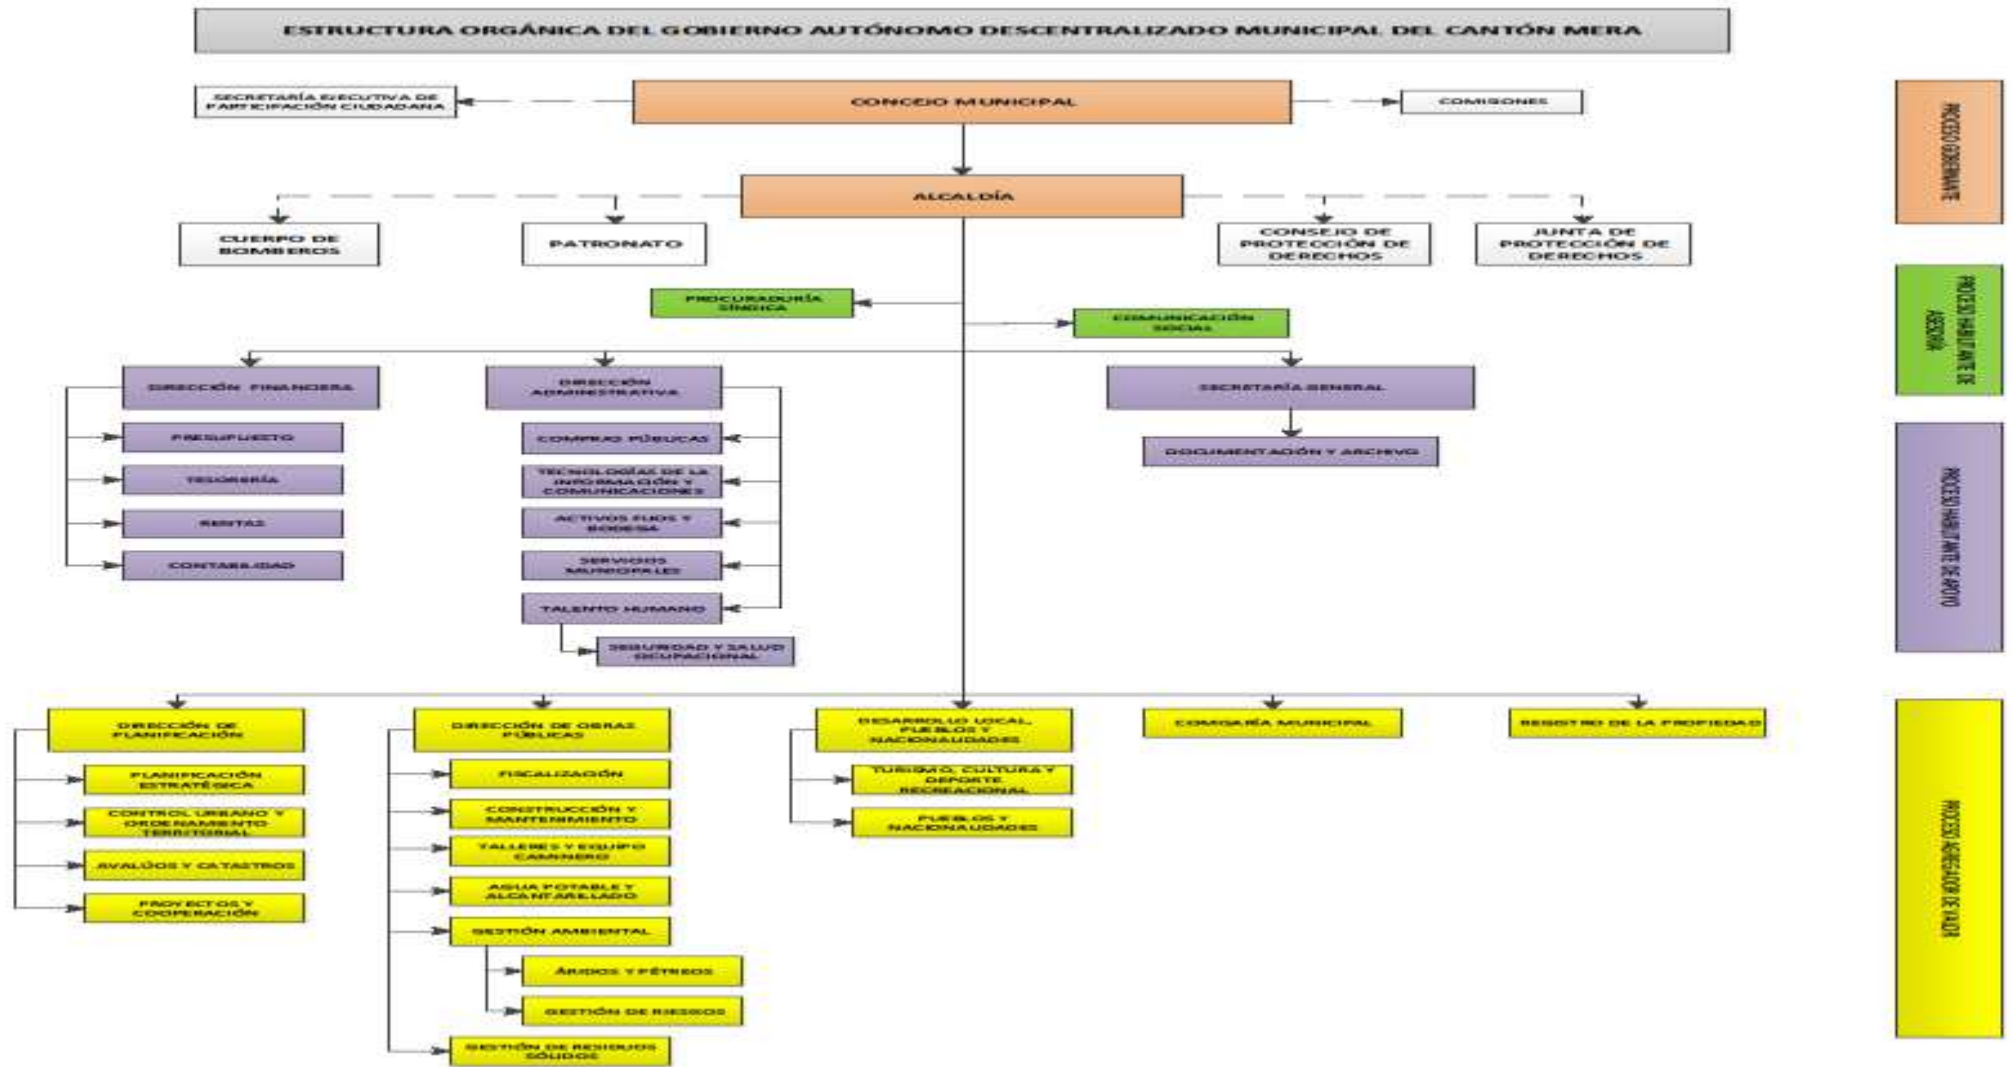 ESTRUCTURA ORGÁNICA DEL GOBIERNO AUTÓNOMO DESCENTRALIZADO MUNICIPAL DEL CANTÓN MERA
SECRETARÍA EJECUTIVA DE
PARTICIPACIÓN CIUDADANA
CONCEJO MUNICIPAL
COMISIONES
PROCESO GOBERNANTE
ALCALDÍA
CUERPO DE
BOMBEROS
PATRONATO
CONSEJO DE
PROTECCIÓN DE
DERECHOS
JUNTA DE
PROTECCIÓN DE
DERECHOS
PROCURADURÍA
SÍNDICA
COMUNICACIÓN
SOCIAL
PROCESO HABILITANTE DE
ASESORÍA
DIRECCIÓN FINANCIERA
PRESUPUESTO
TESORERÍA
RENTAS
CONTABILIDAD
DIRECCIÓN
ADMINISTRATIVA
COMPRAS PÚBLICAS
TECNOLOGÍAS DE LA
INFORMACIÓN Y
COMUNICACIONES
ACTIVOS FIJOS Y
BODEGA
SERVICIOS
MUNICIPALES
TALENTO HUMANO
SEGURIDAD Y SALUD
OCUPACIONAL
SECRETARÍA GENERAL
DOCUMENTACIÓN Y ARCHIVO
PROCESO HABILITANTE DE APOYO
DIRECCIÓN DE
PLANIFICACIÓN
PLANIFICACIÓN
ESTRATÉGICA
CONTROL URBANO Y
ORDENAMIENTO
TERRITORIAL
AVALÚOS Y CATASTROS
PROYECTOS Y
COOPERACIÓN
DIRECCIÓN DE OBRAS
PÚBLICAS
FISCALIZACIÓN
CONSTRUCCIÓN Y
MANTENIMIENTO
TALLERES Y EQUIPO
CAMINERO
AGUA POTABLE Y
ALCANTARILLADO
GESTIÓN AMBIENTAL
ÁRIDOS Y PÉTREOS
GESTIÓN DE RIESGOS
GESTIÓN DE RESIDUOS
SÓLIDOS
DESARROLLO LOCAL,
PUEBLOS Y
NACIONALIDADES
TURISMO, CULTURA Y
DEPORTE
RECREACIONAL
PUEBLOS Y
NACIONALIDADES
COMISARÍA MUNICIPAL
REGISTRO DE LA PROPIEDAD
PROCESO AGREGADOR DE VALOR